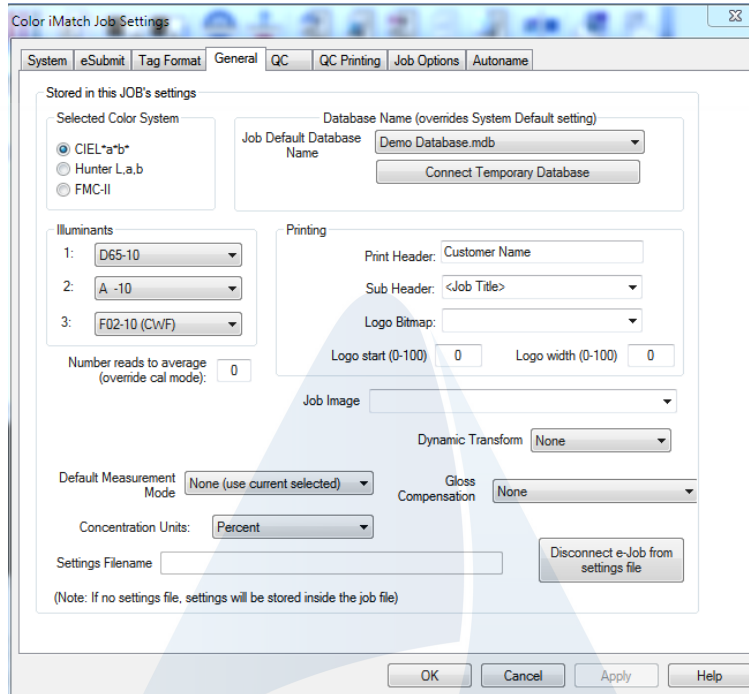 Color iMatch Job Settings
System eSubmit Tag Format General QC QC Printing Job Options Autoname
Stored in this JOB's settings
Selected Color System
CIEL*a*b*
Hunter L,a,b
FMC-II
Database Name (overrides System Default setting)
Job Default Database
Name
Demo Database.mdb
Connect Temporary Database
Illuminants
1: D65-10
2: A -10
3: F02-10 (CWF)
Printing
Print Header: Customer Name
Sub Header: <Job Title>
Logo Bitmap:
Logo start (0-100) 0 Logo width (0-100) 0
Number reads to average
(override cal mode): 0
Job Image
Dynamic Transform None
Default Measurement
Mode
None (use current selected)
Gloss
Compensation
None
Concentration Units: Percent
Settings Filename
Disconnect e-Job from
settings file
(Note: If no settings file, settings will be stored inside the job file)
OK Cancel Apply Help